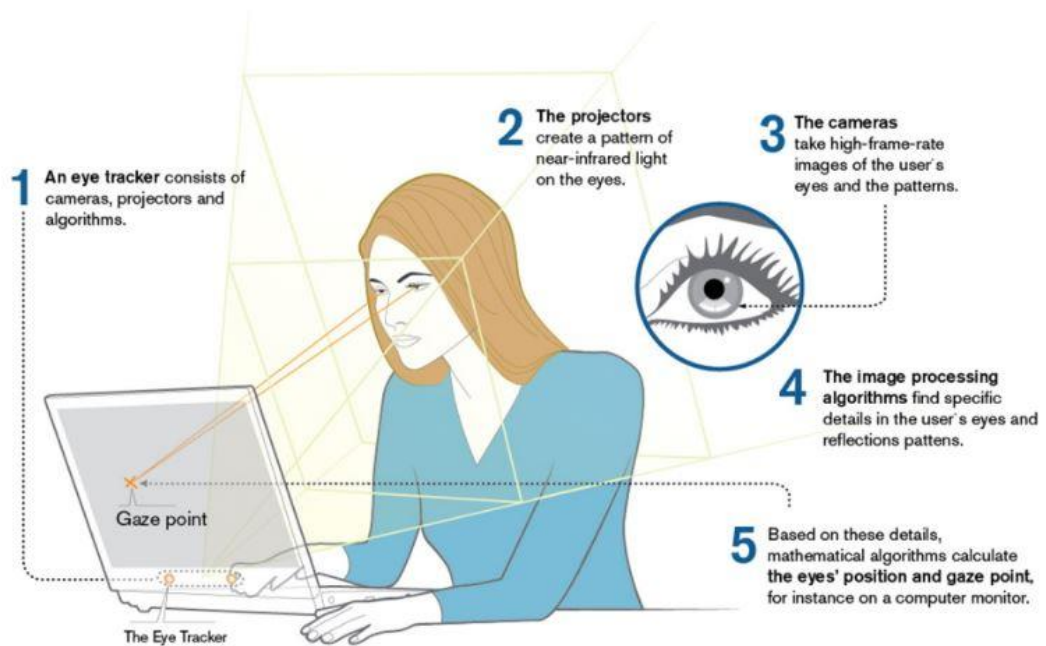 1 An eye tracker consists of
cameras, projectors and
algorithms.
2 The projectors
create a pattern of
near-infrared light
on the eyes.
3 The cameras
take high-frame-rate
images of the user's
eyes and the patterns.
4 The image processing
algorithms find specific
details in the user's eyes and
reflections pattens.
5 Based on these details,
mathematical algorithms calculate
the eyes' position and gaze point,
for instance on a computer monitor.
Gaze point
The Eye Tracker